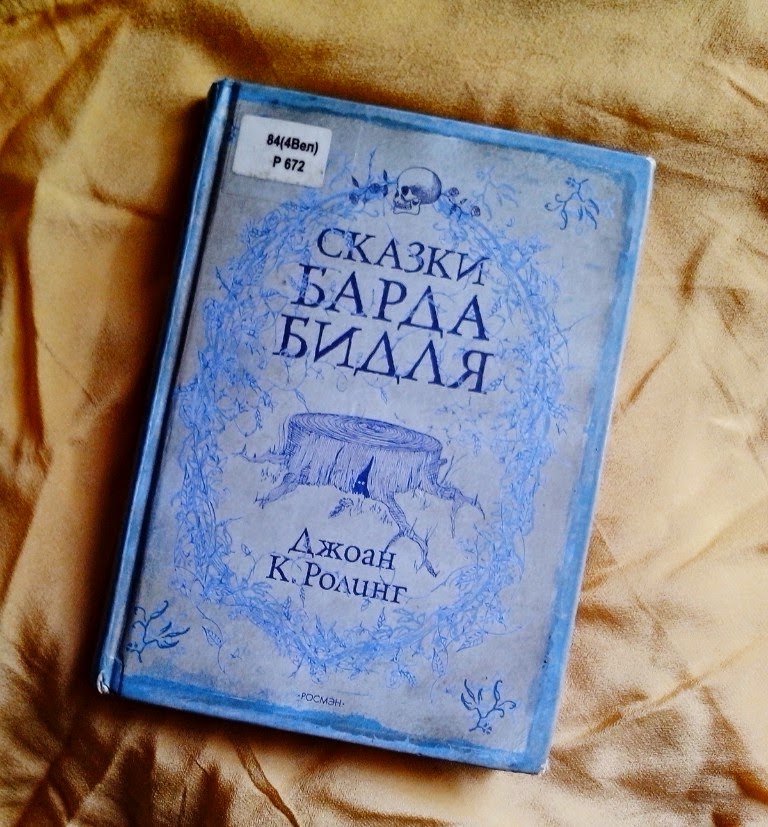 84(4Вел)
Р 672
СКАЗКИ
БАРДА
БИДЛЯ
Джоан
К. Ролинг
·РОСМЭН·